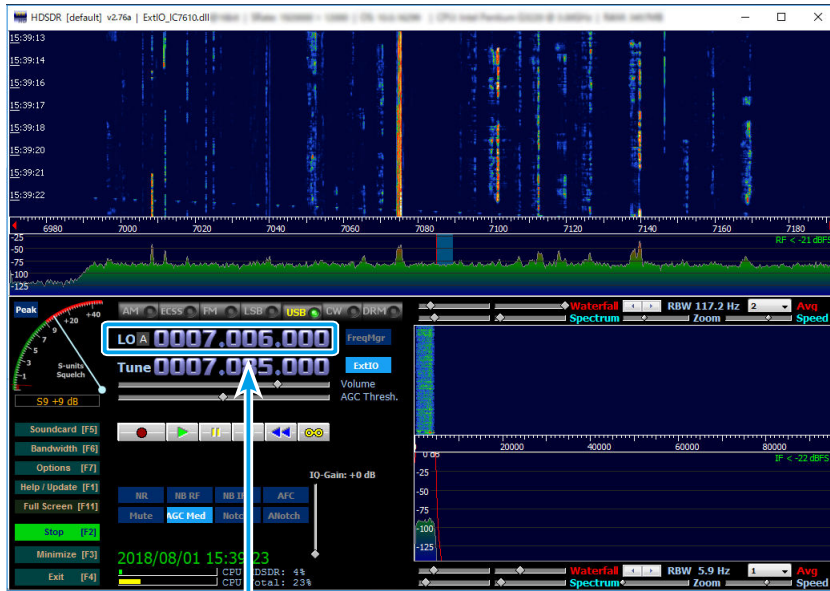 HDSDR [default] v2.76a | ExtIO_IC7610.dll
15:39:13
15:39:14
15:39:16
15:39:17
15:39:18
15:39:20
15:39:21
15:39:22
6980 7000 7020 7040 7060 7080 7100 7120 7140 7160 7180
-25 RF < -21 dBFS
-50
-75
-100
-125
Peak +20 +40 AM ECSS FM LSB USB CW DRM
9
7
5
3
1
S-units
Squelch
S9 +9 dB
LO A 0007.006.000 FreqMgr
Tune ExtIO
Volume
AGC Thresh.
Waterfall RBW 117.2 Hz 2 Avg
Spectrum Zoom Speed
Soundcard [F5]
Bandwidth [F6]
Options [F7]
Help / Update [F1]
Full Screen [F11]
Stop [F2]
Minimize [F3]
Exit [F4]
IQ-Gain: +0 dB
NR NB RF NB AFC
Mute AGC Med Notch ANotch
2018/08/01 15:39:23
CPU HDSDR: 4%
CPU Total: 23%
20000 40000 60000 80000
0 dB IF < -22 dBFS
-25
-50
-75
-100
-125
Waterfall RBW 5.9 Hz 1 Avg
Spectrum Zoom Speed